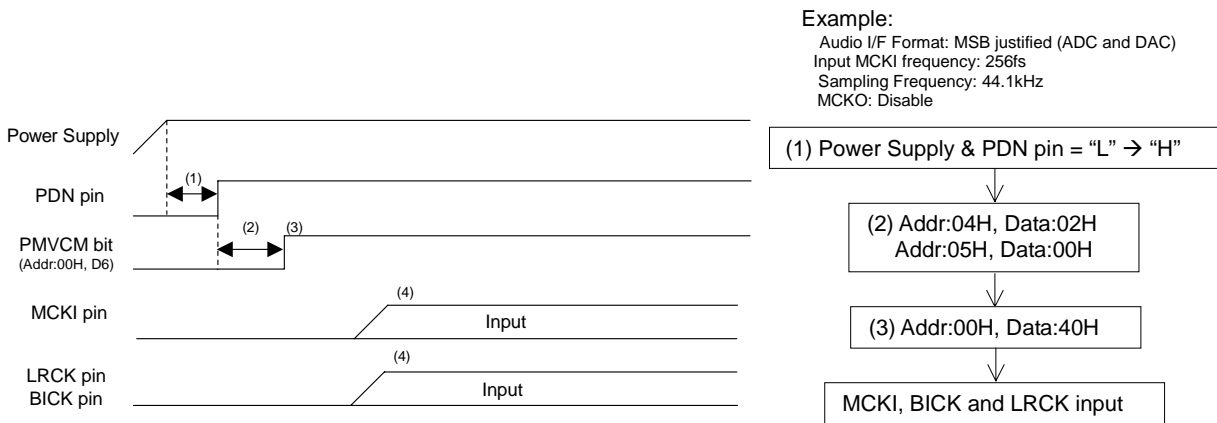 Example:
Audio I/F Format: MSB justified (ADC and DAC)
Input MCKI frequency: 256fs
Sampling Frequency: 44.1kHz
MCKO: Disable
Power Supply
(1)
PDN pin
(2)
(3)
PMVCM bit
(Addr:00H, D6)
(4)
MCKI pin
Input
(4)
LRCK pin
BICK pin
Input
(1) Power Supply & PDN pin = “L” → “H”
(2) Addr:04H, Data:02H
Addr:05H, Data:00H
(3) Addr:00H, Data:40H
MCKI, BICK and LRCK input